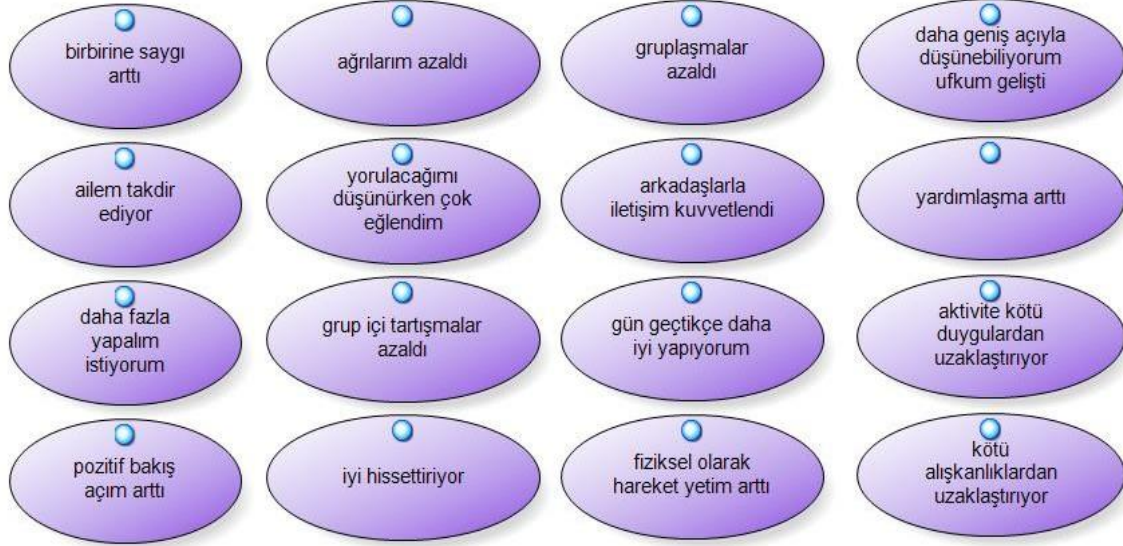 birbirine saygı
arttı
ağrılarım azaldı
gruplaşmalar
azaldı
daha geniş açıyla
düşünebiliyorum
ufkum gelişti
ailem takdir
ediyor
yorulacağımı
düşünürken çok
eğlendim
arkadaşlarla
iletişim kuvvetlendi
yardımlaşma arttı
daha fazla
yapalım
istiyorum
grup içi tartışmalar
azaldı
gün geçtikçe daha
iyi yapıyorum
aktivite kötü
duygulardan
uzaklaştırıyor
pozitif bakış
açım arttı
iyi hissettiriyor
fiziksel olarak
hareket yetim arttı
kötü
alışkanlıklardan
uzaklaştırıyor